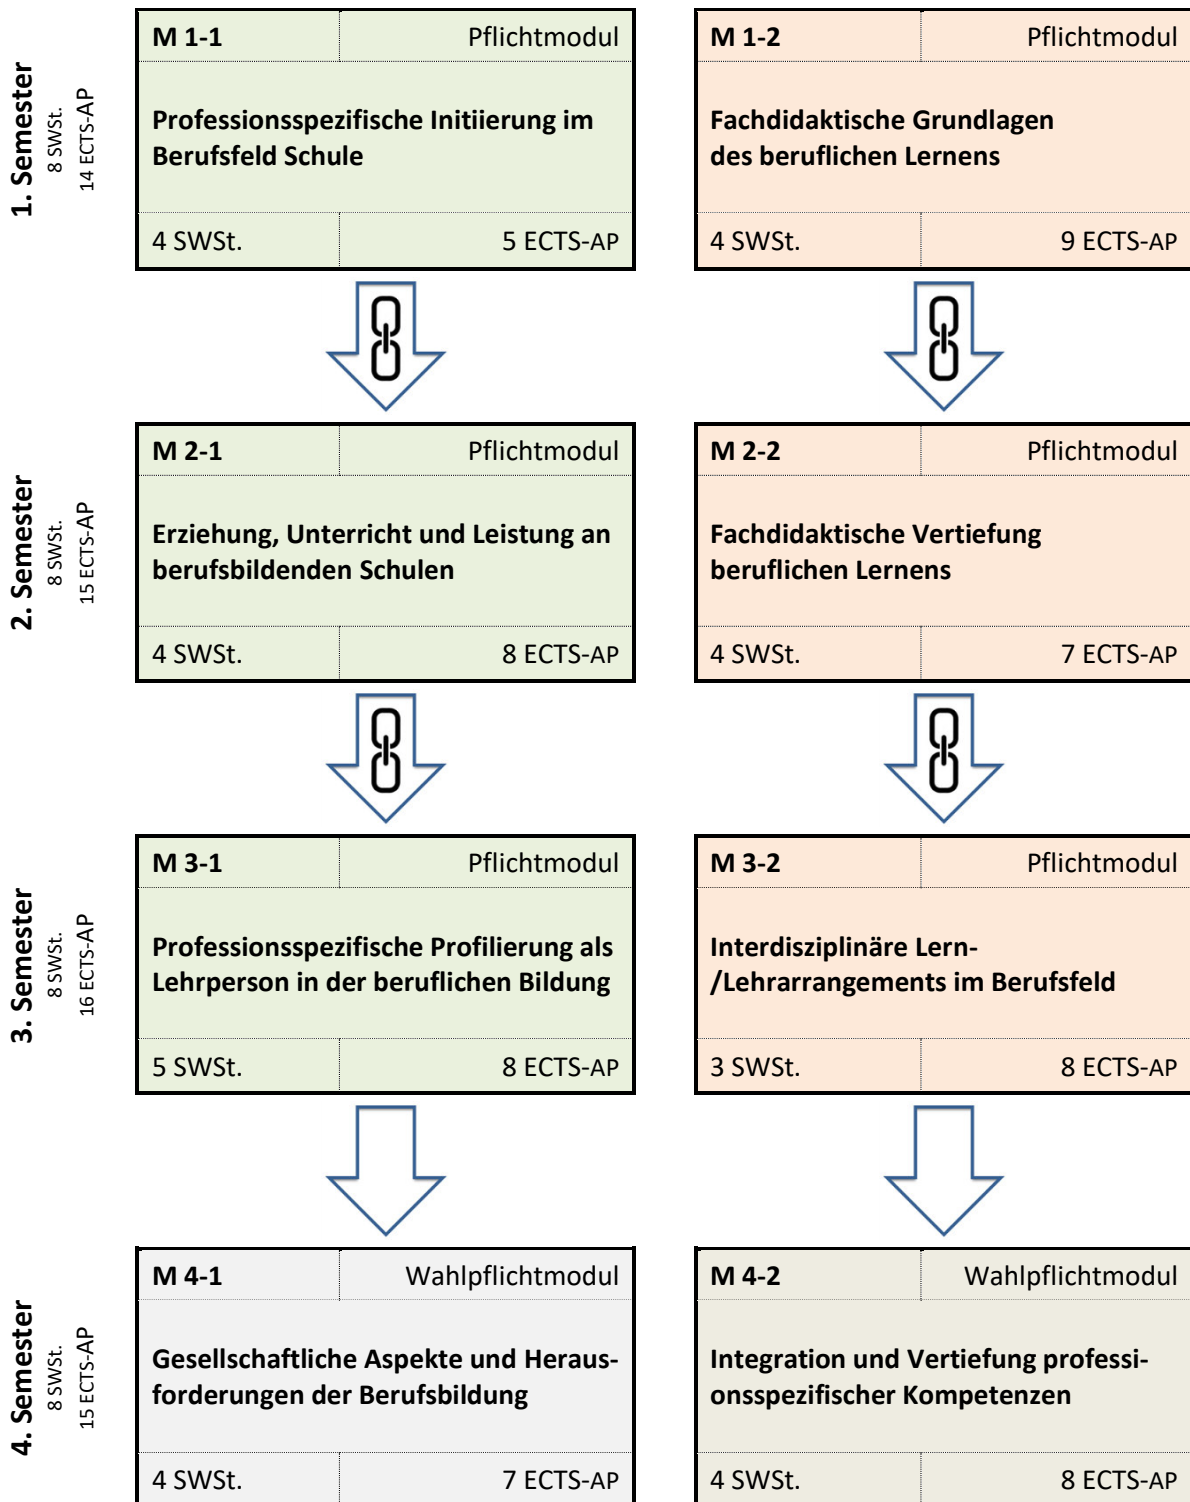 1. Semester
8 SWSt.
14 ECTS-AP
M 1-1 Pflichtmodul
Professionsspezifische Initiierung im
Berufsfeld Schule
4 SWSt. 5 ECTS-AP
M 1-2 Pflichtmodul
Fachdidaktische Grundlagen
des beruflichen Lernens
4 SWSt. 9 ECTS-AP
2. Semester
8 SWSt.
15 ECTS-AP
M 2-1 Pflichtmodul
Erziehung, Unterricht und Leistung an
berufsbildenden Schulen
4 SWSt. 8 ECTS-AP
M 2-2 Pflichtmodul
Fachdidaktische Vertiefung
beruflichen Lernens
4 SWSt. 7 ECTS-AP
3. Semester
8 SWSt.
16 ECTS-AP
M 3-1 Pflichtmodul
Professionsspezifische Profilierung als
Lehrperson in der beruflichen Bildung
5 SWSt. 8 ECTS-AP
M 3-2 Pflichtmodul
Interdisziplinäre Lern-
/Lehrarrangements im Berufsfeld
3 SWSt. 8 ECTS-AP
4. Semester
8 SWSt.
15 ECTS-AP
M 4-1 Wahlpflichtmodul
Gesellschaftliche Aspekte und Heraus-
forderungen der Berufsbildung
4 SWSt. 7 ECTS-AP
M 4-2 Wahlpflichtmodul
Integration und Vertiefung professi-
onsspezifischer Kompetenzen
4 SWSt. 8 ECTS-AP